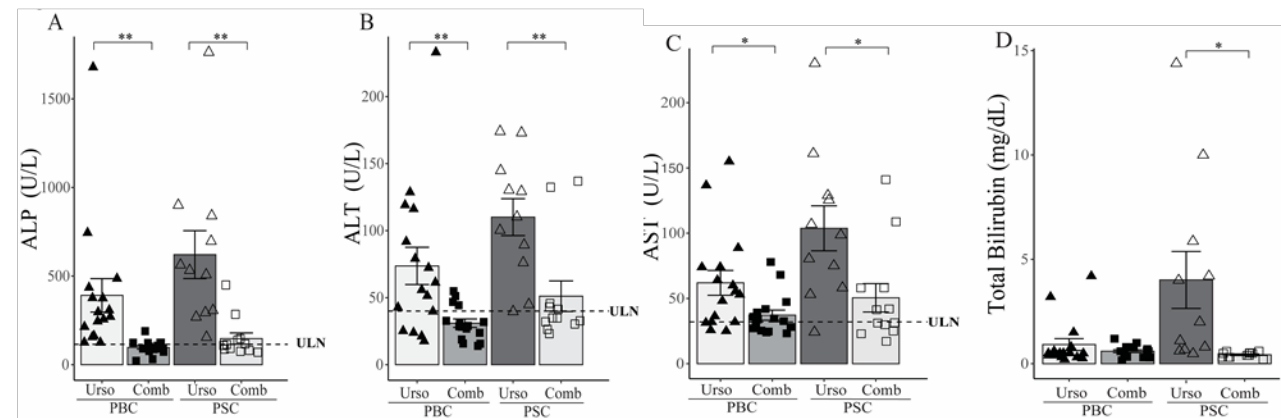 A
**
**
ALP (U/L)
1500
1000
500
0
ULN
Urso
Comb
Urso
Comb
PBC
PSC
B
**
**
ALT (U/L)
200
150
100
50
0
ULN
Urso
Comb
Urso
Comb
PBC
PSC
C
*
*
AST (U/L)
200
150
100
50
0
ULN
Urso
Comb
Urso
Comb
PBC
PSC
D
*
Total Bilirubin (mg/dL)
15
10
5
0
Urso
Comb
Urso
Comb
PBC
PSC